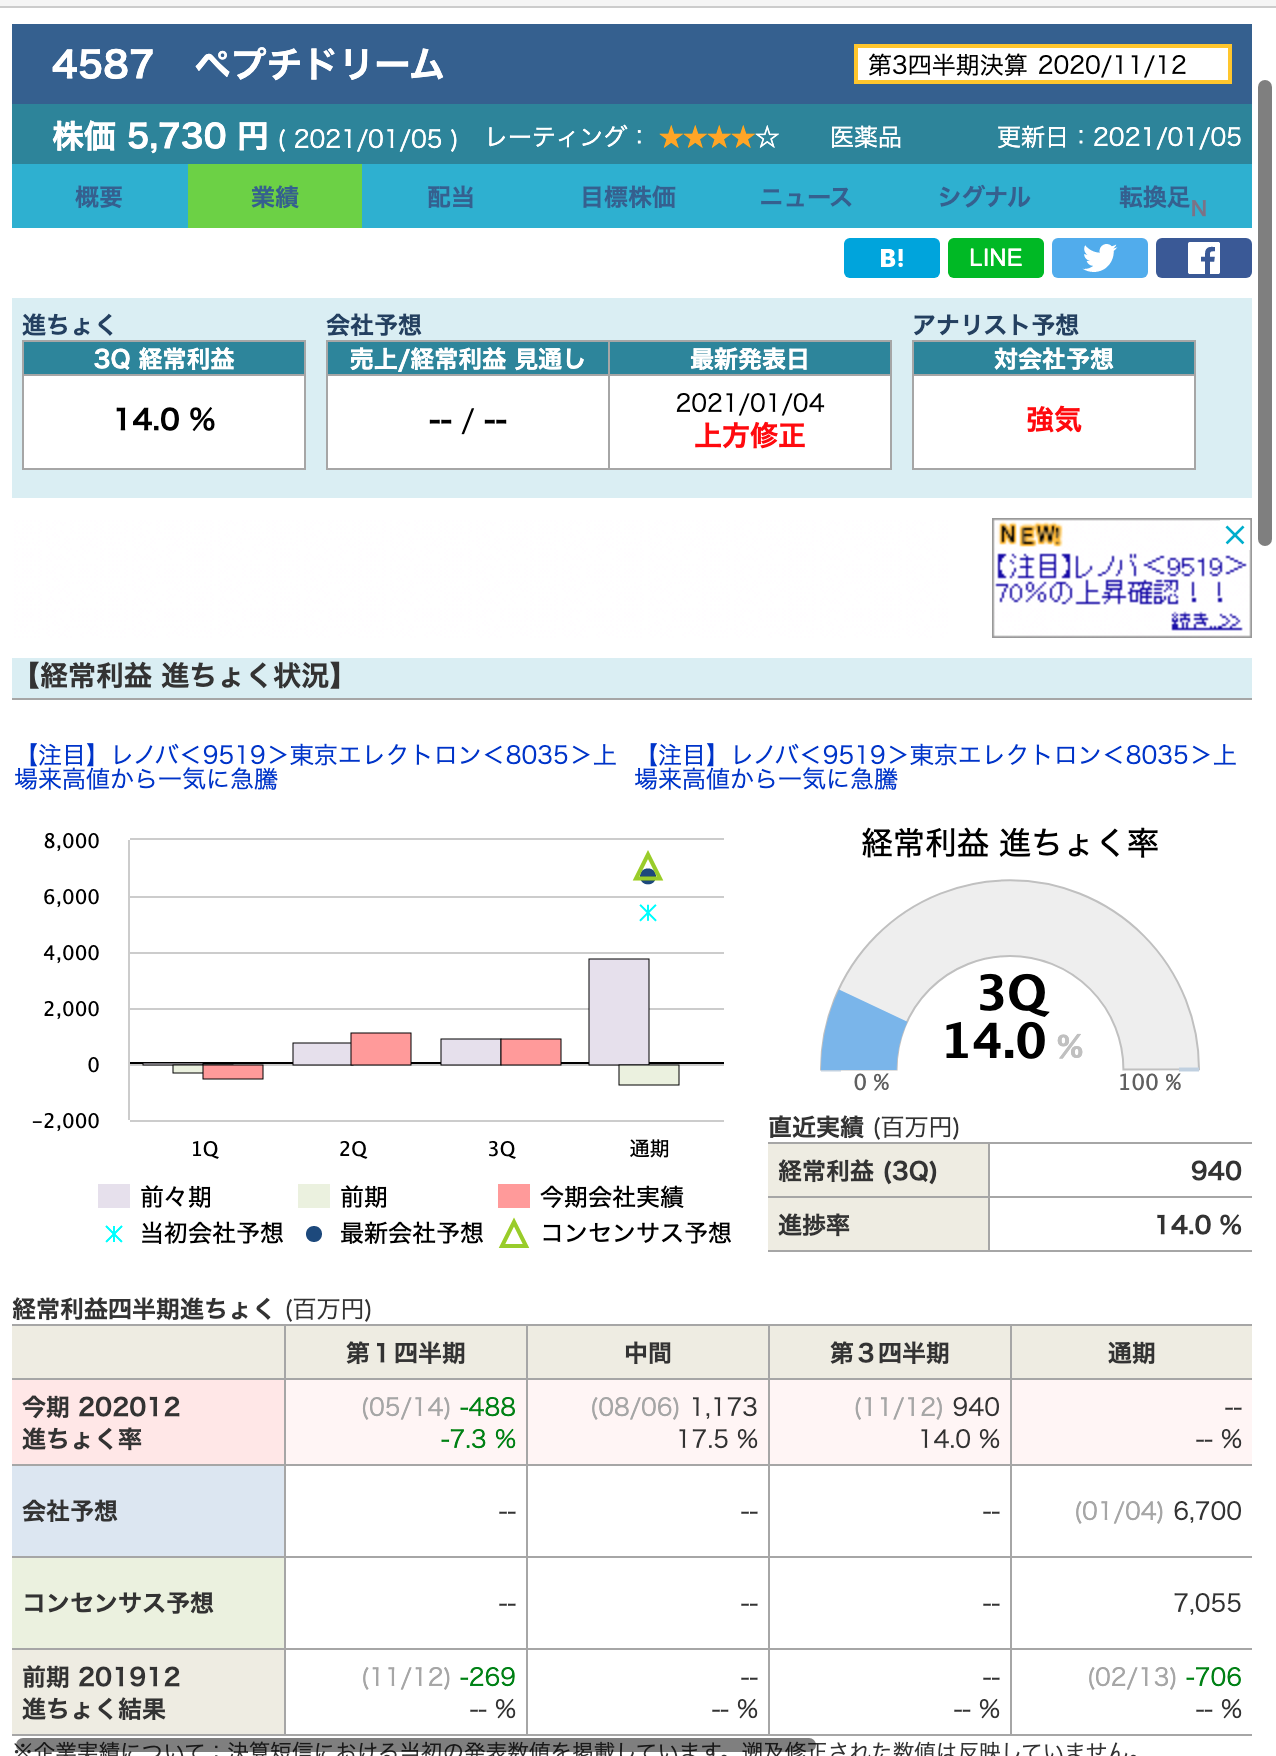 4587 ペプチドリーム
第3四半期決算 2020/11/12
株価 5,730 円 ( 2021/01/05 ) レーティング： ★★★★☆ 医薬品 更新日：2021/01/05
概要 業績 配当 目標株価 ニュース シグナル 転換足N
B! LINE
進ちょく 会社予想 アナリスト予想
3Q 経常利益 売上/経常利益 見通し 最新発表日 対会社予想
14.0 % -- / -- 2021/01/04 強気
上方修正
NEW!
【注目】レノバ＜9519＞
70%の上昇確認！！
続き..>>
【経常利益 進ちょく状況】
【注目】レノバ＜9519＞東京エレクトロン＜8035＞上
場来高値から一気に急騰
【注目】レノバ＜9519＞東京エレクトロン＜8035＞上
場来高値から一気に急騰
8,000
6,000
4,000
2,000
0
-2,000
1Q 2Q 3Q 通期
前々期 前期 今期会社実績
当初会社予想 最新会社予想 コンセンサス予想
経常利益 進ちょく率
3Q
14.0 %
0 % 100 %
直近実績 (百万円)
経常利益 (3Q) 940
進捗率 14.0 %
経常利益四半期進ちょく (百万円)
第１四半期 中間 第３四半期 通期
今期 202012 (05/14) -488 (08/06) 1,173 (11/12) 940 --
進ちょく率 -7.3 % 17.5 % 14.0 % -- %
会社予想 -- -- -- (01/04) 6,700
コンセンサス予想 -- -- -- 7,055
前期 201912 (11/12) -269 -- -- (02/13) -706
進ちょく結果 -- % -- % -- % -- %
※企業実績について：決算短信における当初の発表数値を掲載しています。遡及修正された数値は反映していません。